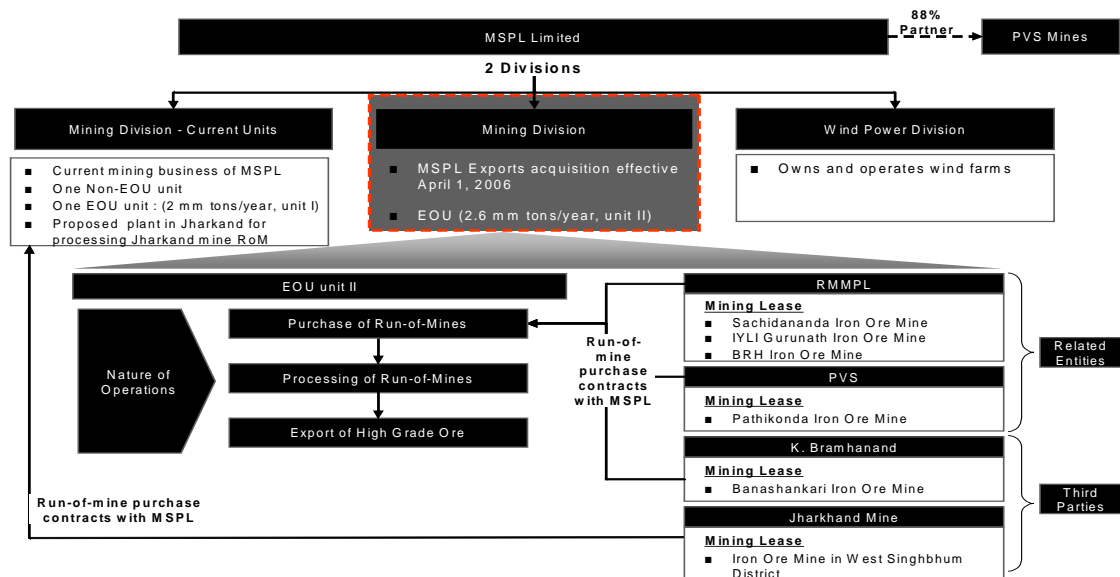 MSPL Limited
88%
Partner
PVS Mines
2 Divisions
Mining Division - Current Units
■ Current mining business of MSPL
■ One Non-EOU unit
■ One EOU unit : (2 mm tons/year, unit I)
■ Proposed plant in Jharkand for
processing Jharkand mine RoM
Mining Division
■ MSPL Exports acquisition effective
April 1, 2006
■ EOU (2.6 mm tons/year, unit II)
Wind Power Division
■ Owns and operates wind farms
EOU unit II
Nature of
Operations
Purchase of Run-of-Mines
Processing of Run-of-Mines
Export of High Grade Ore
Run-of-
mine
purchase
contracts
with MSPL
RMMPL
Mining Lease
■ Sachidananda Iron Ore Mine
■ IYLI Gurunath Iron Ore Mine
■ BRH Iron Ore Mine
PVS
Mining Lease
■ Pathikonda Iron Ore Mine
Related
Entities
K. Bramhanand
Mining Lease
■ Banashankari Iron Ore Mine
Jharkhand Mine
Mining Lease
■ Iron Ore Mine in West Singhbhum
District
Third
Parties
Run-of-mine purchase
contracts with MSPL